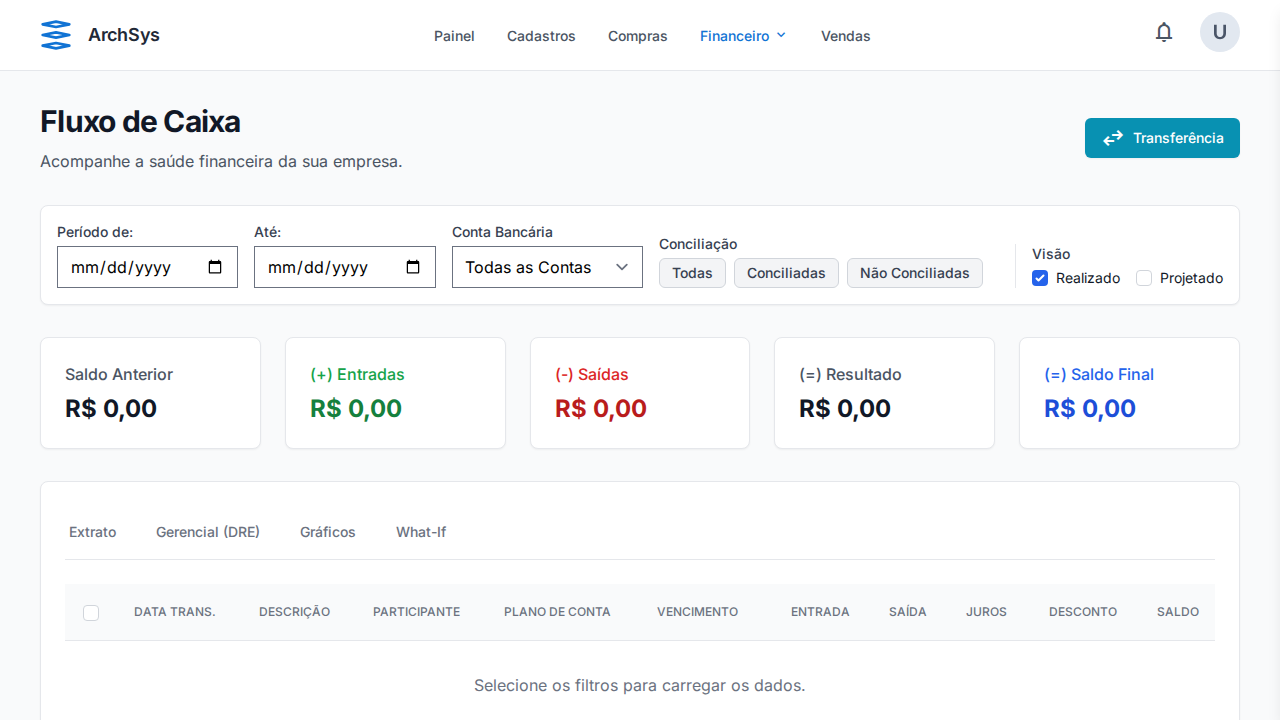 ArchSys
Painel Cadastros Compras Financeiro Vendas
U
Fluxo de Caixa
Acompanhe a saúde financeira da sua empresa.
Transferência
Período de:
mm/dd/yyyy
Até:
mm/dd/yyyy
Conta Bancária
Todas as Contas
Conciliação
Todas Conciliadas Não Conciliadas
Visão
Realizado Projetado
Saldo Anterior
R$ 0,00
(+) Entradas
R$ 0,00
(-) Saídas
R$ 0,00
(=) Resultado
R$ 0,00
(=) Saldo Final
R$ 0,00
Extrato Gerencial (DRE) Gráficos What-If
DATA TRANS. DESCRIÇÃO PARTICIPANTE PLANO DE CONTA VENCIMENTO ENTRADA SAÍDA JUROS DESCONTO SALDO
Selecione os filtros para carregar os dados.